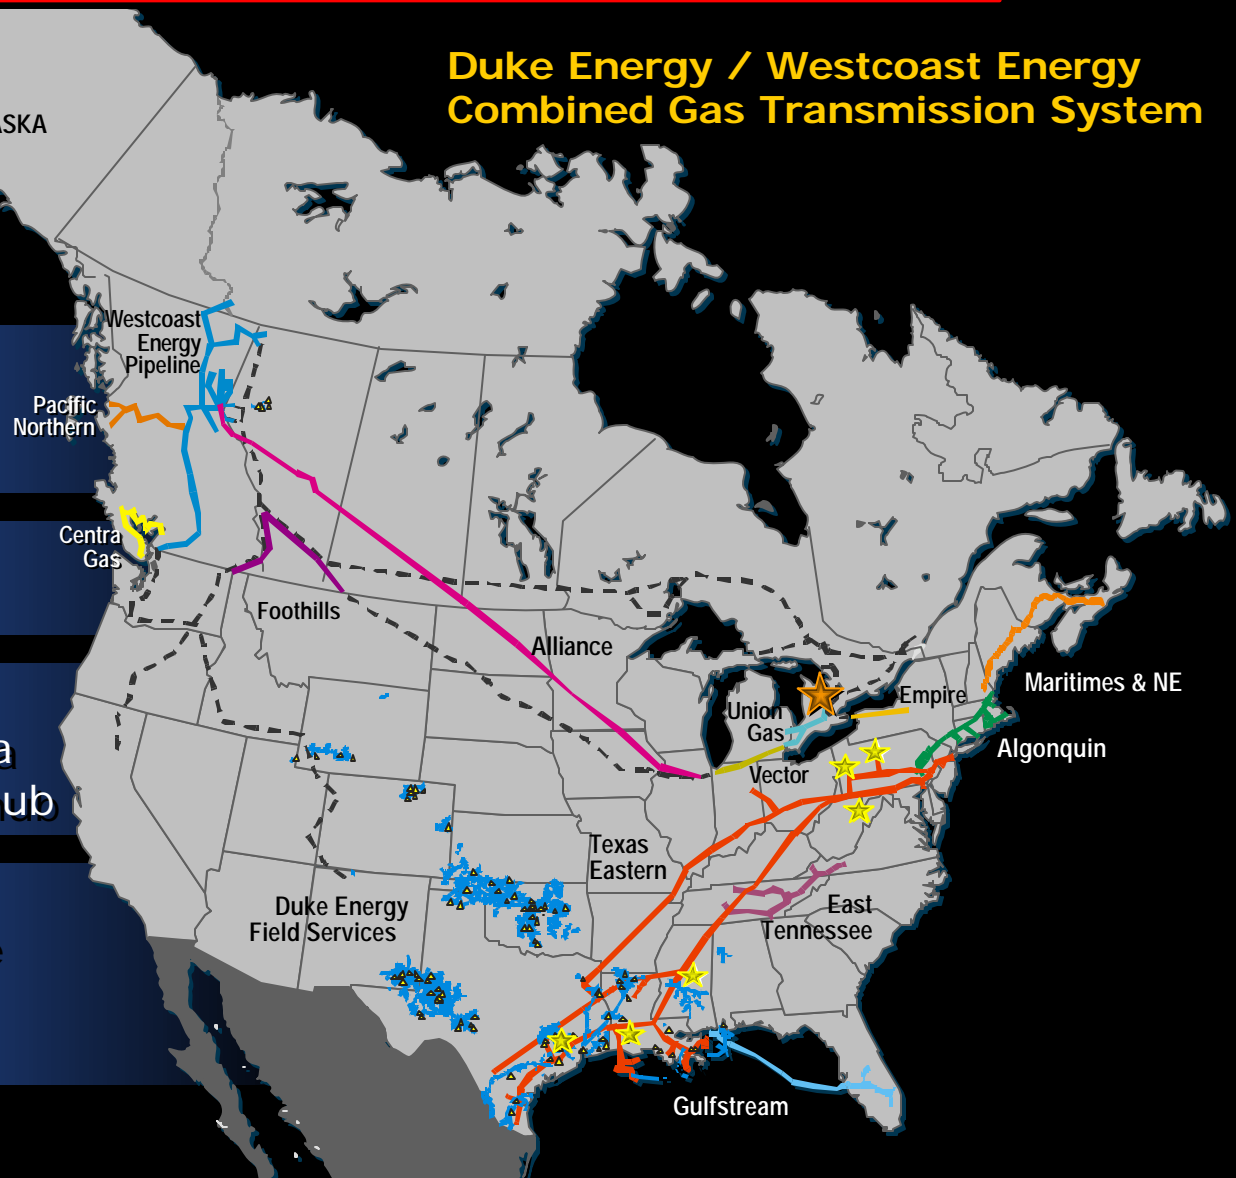 Duke Energy / Westcoast Energy
Combined Gas Transmission System
ASKA
Westcoast
Energy
Pipeline
Pacific
Northern
Centra
Gas
Foothills
Alliance
Union
Gas
Empire
Maritimes & NE
Algonquin
Vector
Texas
Eastern
East
Tennessee
Duke Energy
Field Services
Gulfstream
a
ub
e